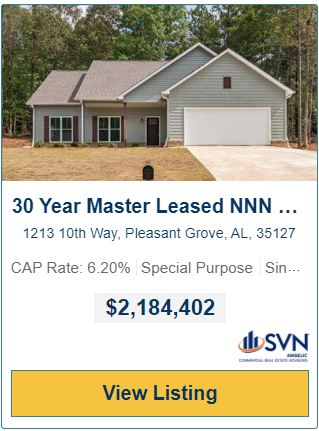 30 Year Master Leased NNN ...
1213 10th Way, Pleasant Grove, AL, 35127
CAP Rate: 6.20% Special Purpose Sin...
$2,184,402
SVN
ANGELIC
COMMERCIAL REAL ESTATE ADVISORS
View Listing